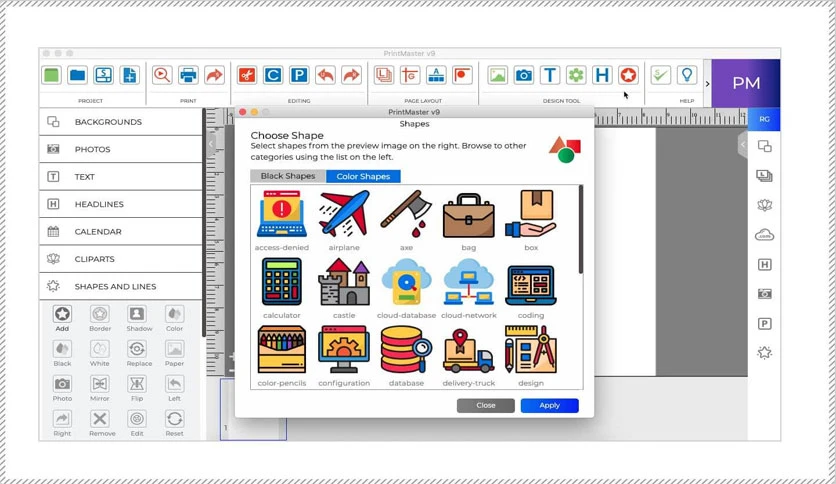 PrintMaster v9
PROJECT
PRINT
EDITING
PAGE LAYOUT
DESIGN TOOL
HELP
PM
BACKGROUNDS
PHOTOS
TEXT
HEADLINES
CALENDAR
CLIPARTS
SHAPES AND LINES
Add Border Shadow Color
Black White Replace Paper
Photo Mirror Flip Left
Right Remove Edit Reset
PrintMaster v9
Shapes
Choose Shape
Select shapes from the preview image on the right. Browse to other
categories using the list on the left.
Black Shapes Color Shapes
access-denied airplane axe bag box
calculator castle cloud-database cloud-network coding
color-pencils configuration database delivery-truck design
Close Apply
RG
1